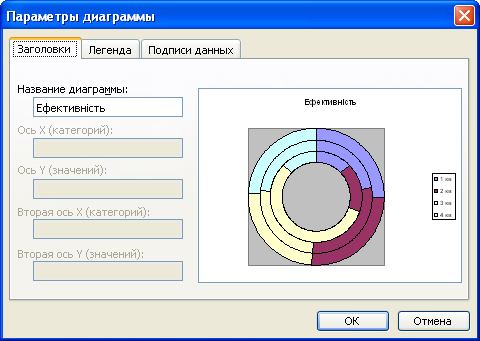 Параметры диаграммы
Заголовки Легенда Подписи данных
Название диаграммы:
Ефективність
Ось X (категорий):
Ось Y (значений):
Вторая ось X (категорий):
Вторая ось Y (значений):
Ефективність
1 кв
2 кв
3 кв
4 кв
ОК Отмена